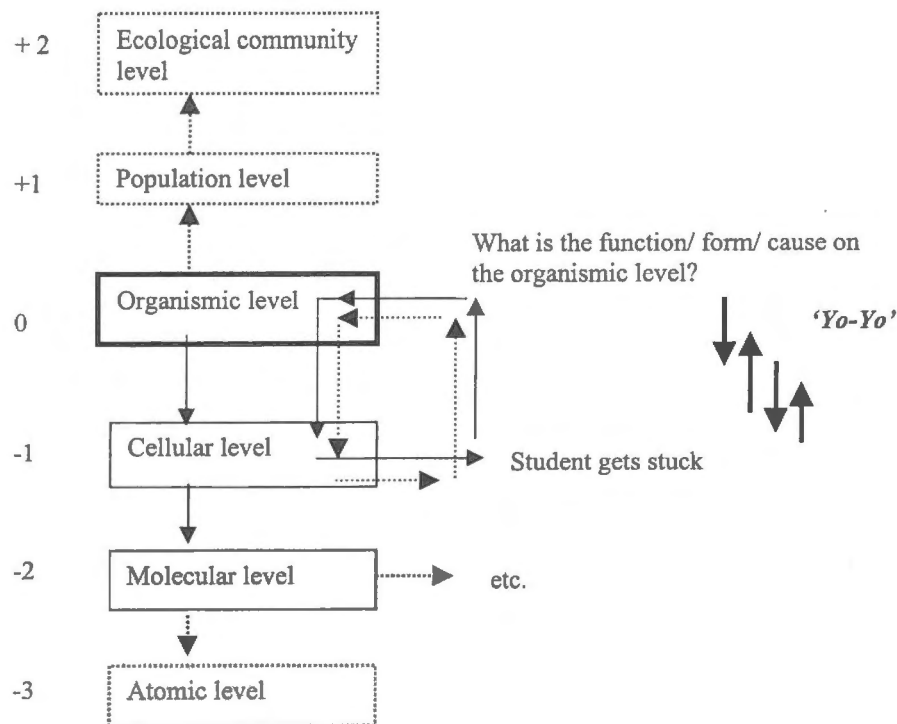 + 2
Ecological community
level
+1
Population level
What is the function/ form/ cause on
the organismic level?
Organismic level
0
'Yo-Yo'
-1
Cellular level
Student gets stuck
-2
Molecular level
etc.
-3
Atomic level